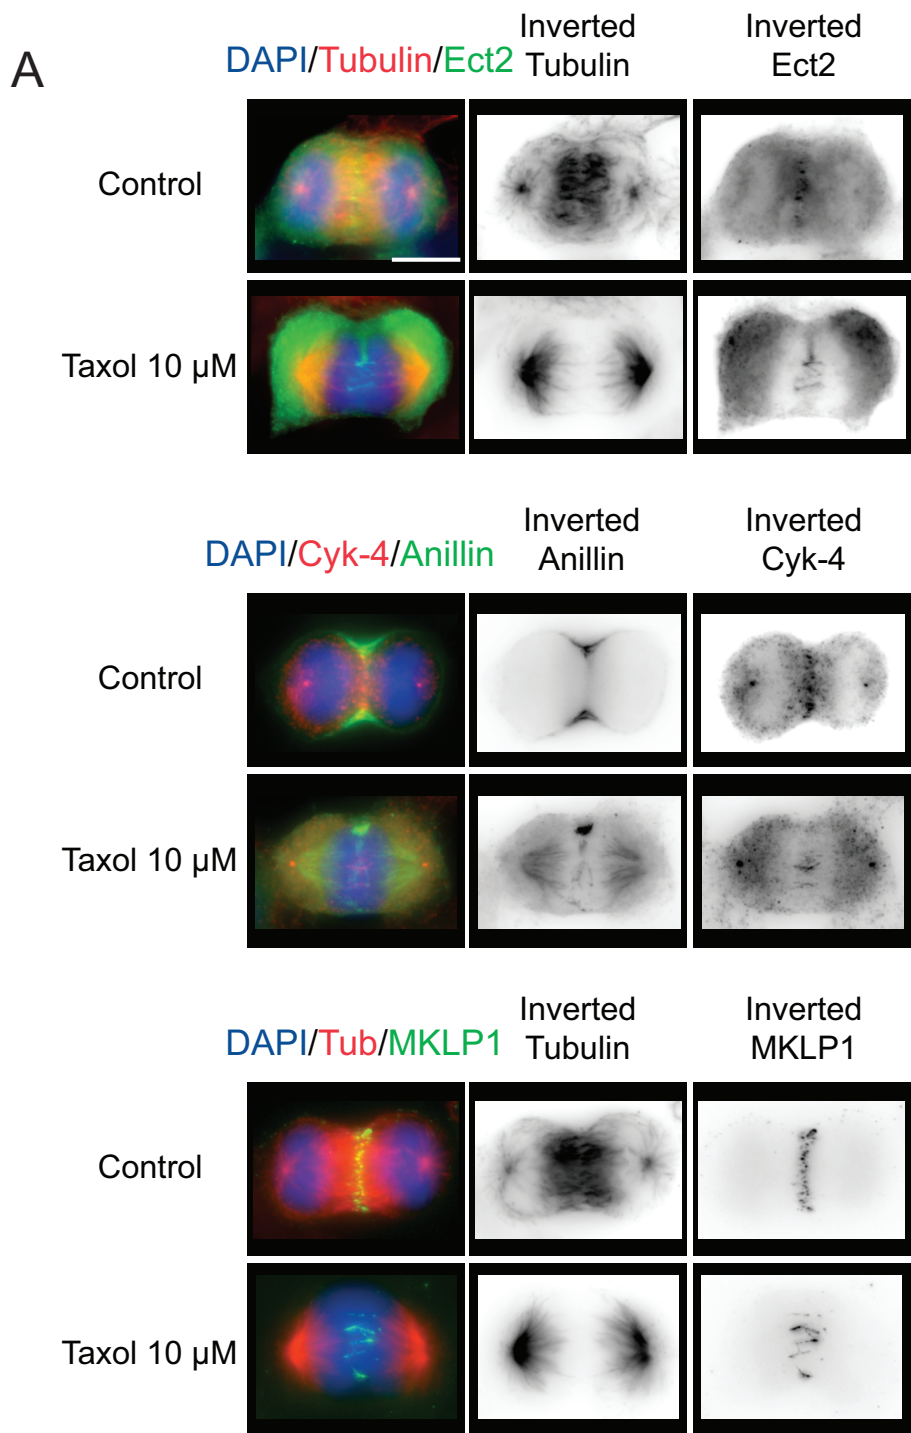 A
DAPI/Tubulin/Ect2
Inverted
Tubulin
Inverted
Ect2
Control
Taxol 10 µM
DAPI/Cyk-4/Anillin
Inverted
Anillin
Inverted
Cyk-4
Control
Taxol 10 µM
DAPI/Tub/MKLP1
Inverted
Tubulin
Inverted
MKLP1
Control
Taxol 10 µM